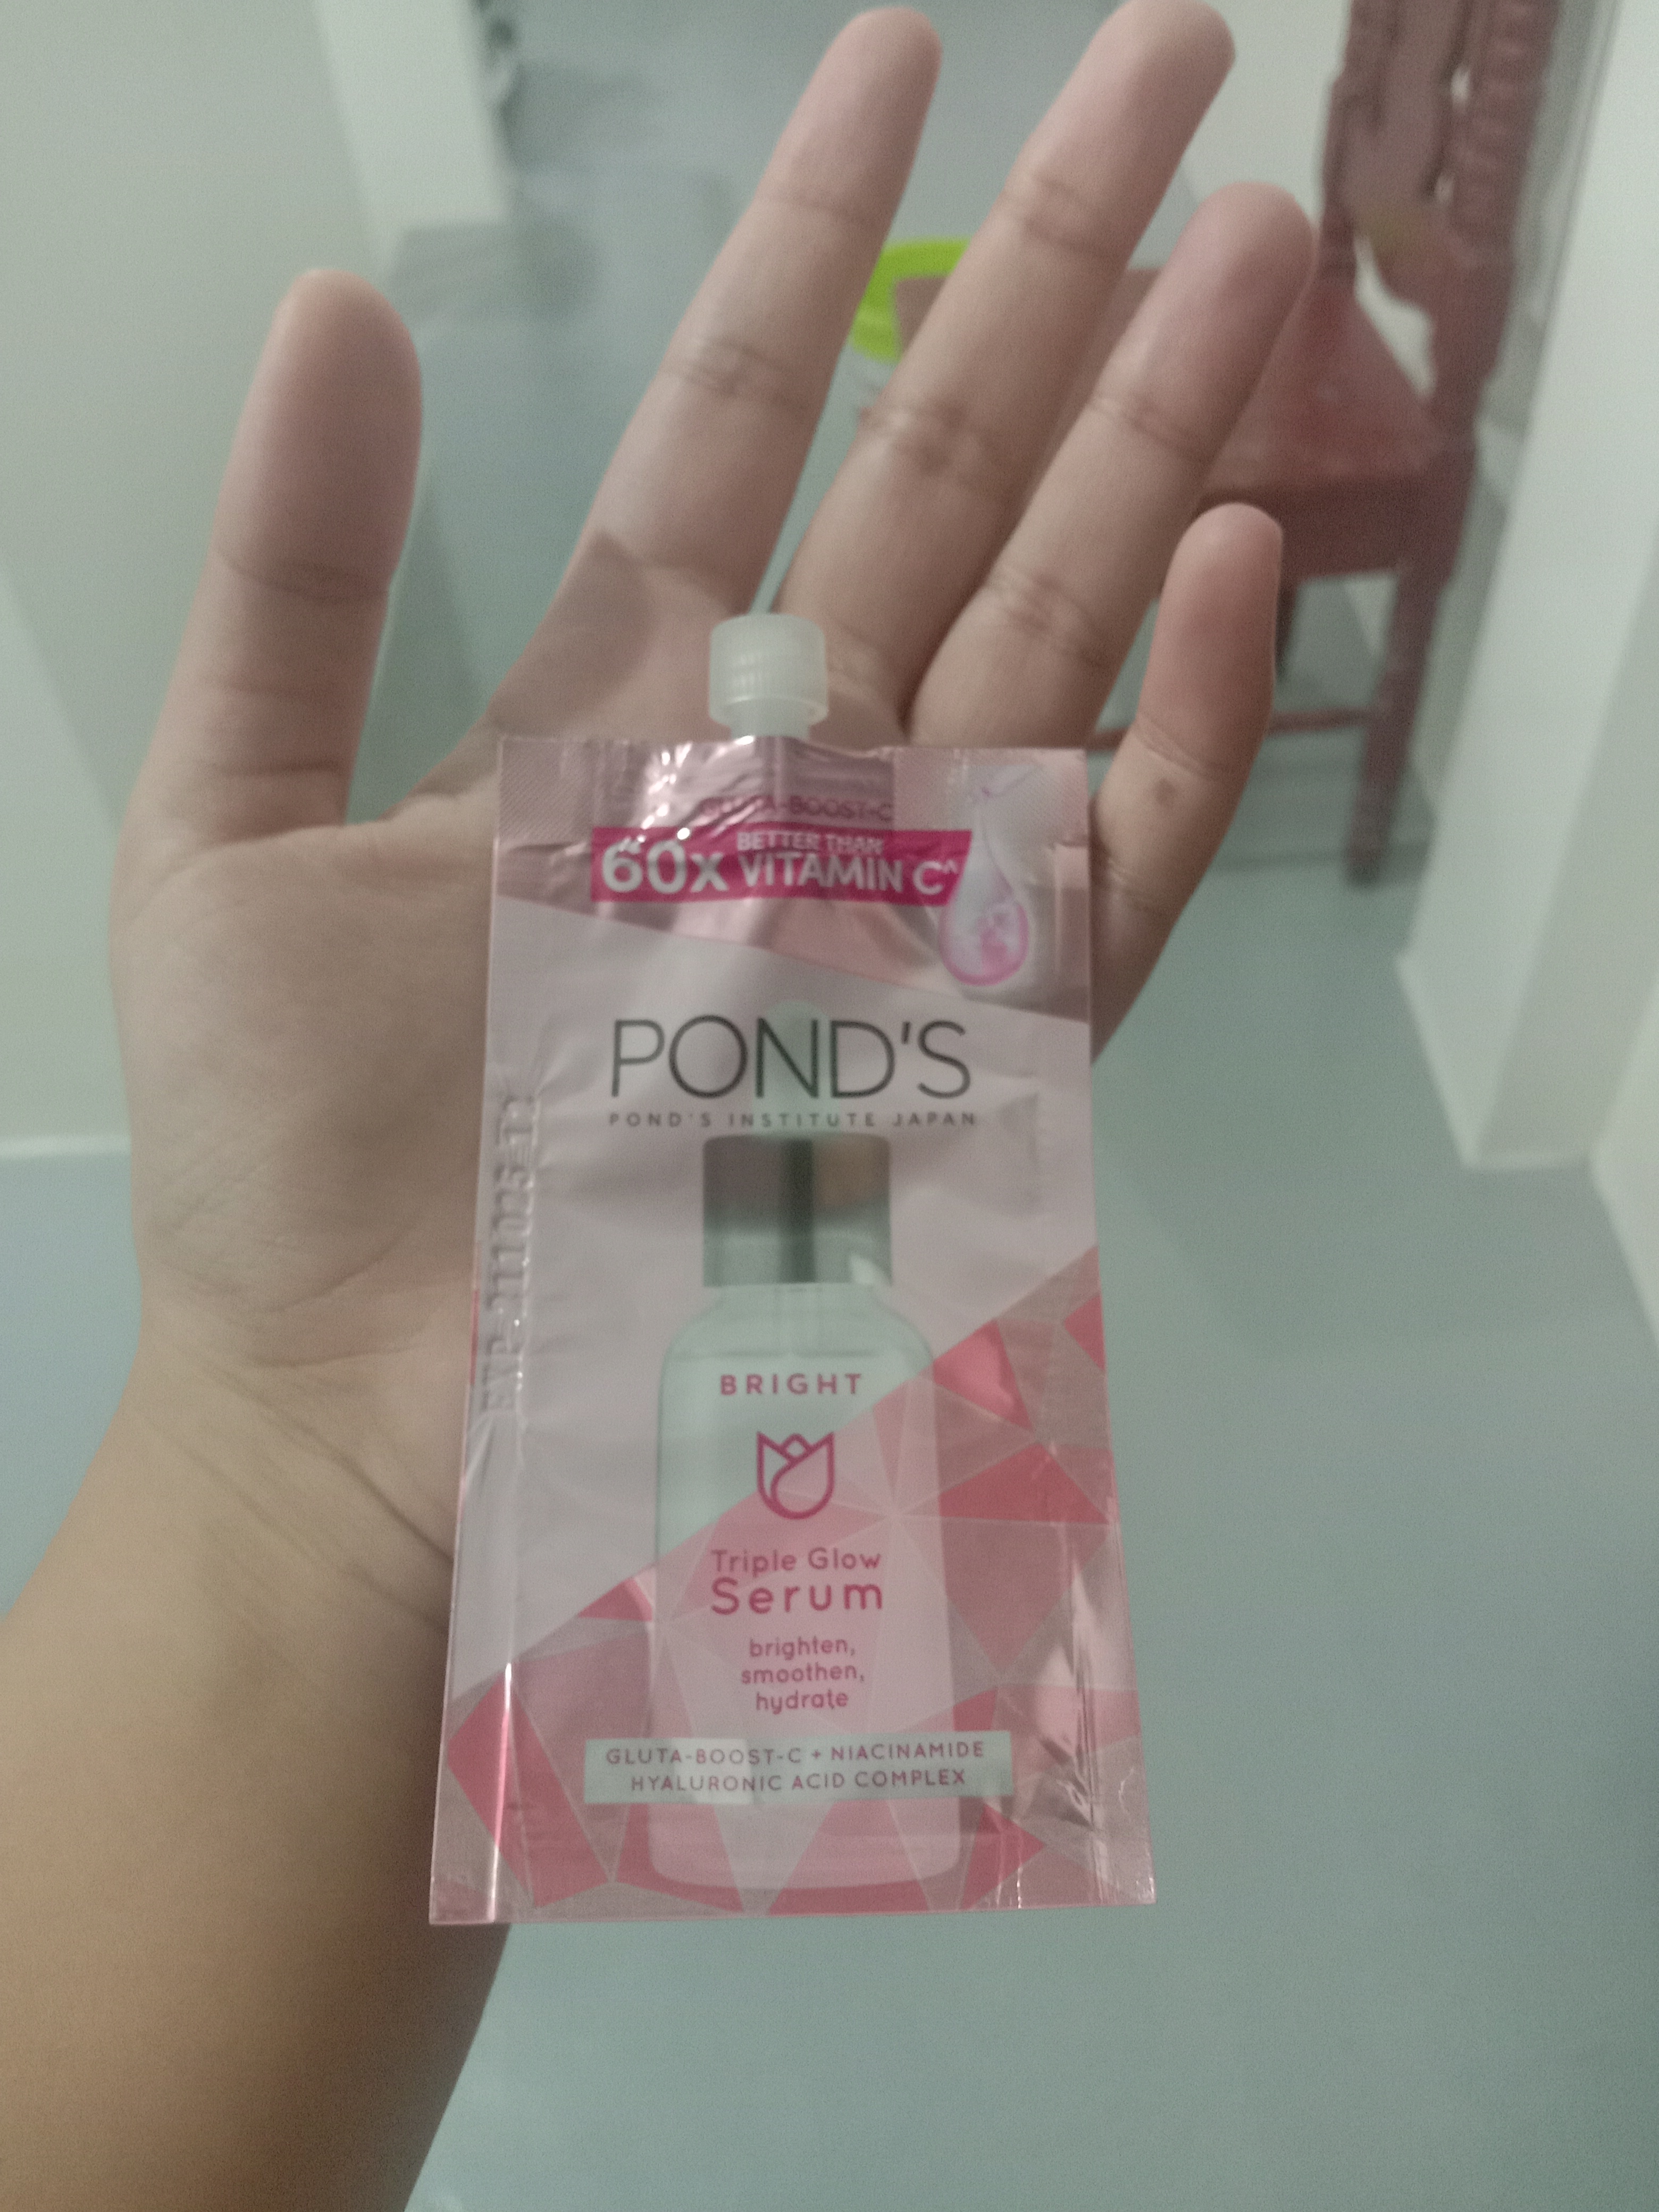 GLUTA-BOOST-C
60x BETTER THAN
VITAMIN C^
POND'S
POND'S INSTITUTE JAPAN
BRIGHT
Triple Glow
Serum
brighten,
smoothen,
hydrate
GLUTA-BOOST-C + NIACINAMIDE
HYALURONIC ACID COMPLEX